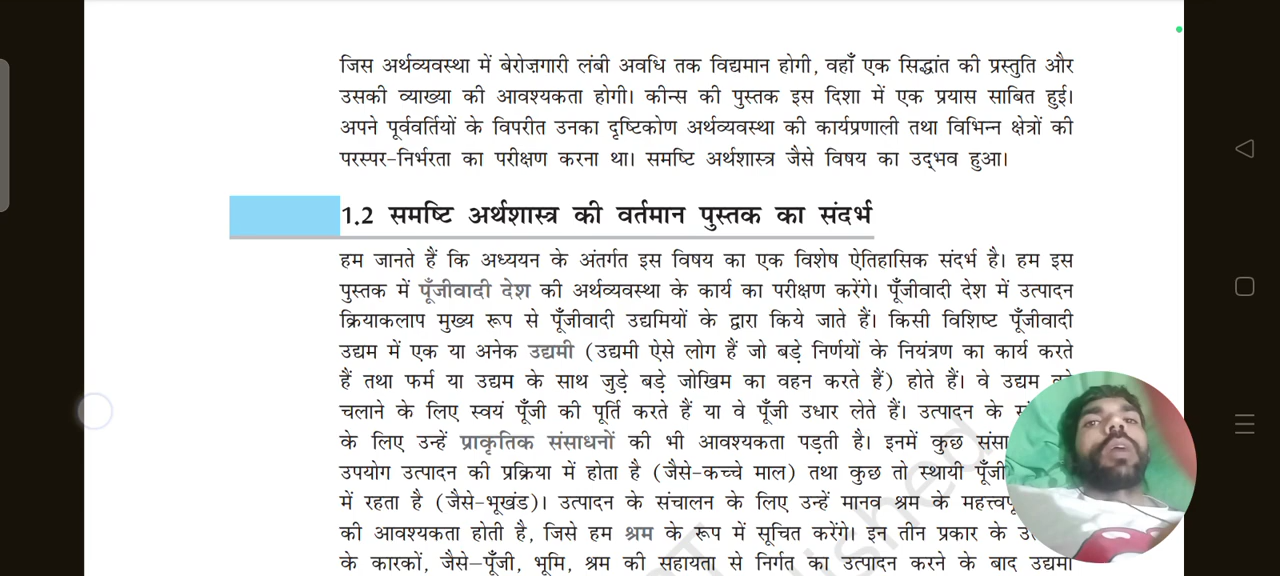 जिस अर्थव्यवस्था में बेरोज़गारी लंबी अवधि तक विद्यमान होगी, वहाँ एक सिद्धांत की प्रस्तुति और
उसकी व्याख्या की आवश्यकता होगी। कीन्स की पुस्तक इस दिशा में एक प्रयास साबित हुई।
अपने पूर्ववर्तियों के विपरीत उनका दृष्टिकोण अर्थव्यवस्था की कार्यप्रणाली तथा विभिन्न क्षेत्रों की
परस्पर-निर्भरता का परीक्षण करना था। समष्टि अर्थशास्त्र जैसे विषय का उद्‌भव हुआ।
1.2 समष्टि अर्थशास्त्र की वर्तमान पुस्तक का संदर्भ
हम जानते हैं कि अध्ययन के अंतर्गत इस विषय का एक विशेष ऐतिहासिक संदर्भ है। हम इस
पुस्तक में पूँजीवादी देश की अर्थव्यवस्था के कार्य का परीक्षण करेंगे। पूँजीवादी देश में उत्पादन
क्रियाकलाप मुख्य रूप से पूँजीवादी उद्यमियों के द्वारा किये जाते हैं। किसी विशिष्ट पूँजीवादी
उद्यम में एक या अनेक उद्यमी (उद्यमी ऐसे लोग हैं जो बड़े निर्णयों के नियंत्रण का कार्य करते
हैं तथा फर्म या उद्यम के साथ जुड़े बड़े जोखिम का वहन करते हैं) होते हैं। वे उद्यम
चलाने के लिए स्वयं पूँजी की पूर्ति करते हैं या वे पूँजी उधार लेते हैं। उत्पादन के
के लिए उन्हें प्राकृतिक संसाधनों की भी आवश्यकता पड़ती है। इनमें कुछ
उपयोग उत्पादन की प्रक्रिया में होता है (जैसे-कच्चे माल) तथा कुछ तो स्थायी पूँजी
में रहता है (जैसे-भूखंड)। उत्पादन के संचालन के लिए उन्हें मानव श्रम के
की आवश्यकता होती है, जिसे हम श्रम के रूप में सूचित करेंगे। इन तीन प्रकार के
के कारकों, जैसे–पूँजी, भूमि, श्रम की सहायता से निर्गत का उत्पादन करने के बाद उद्यमी